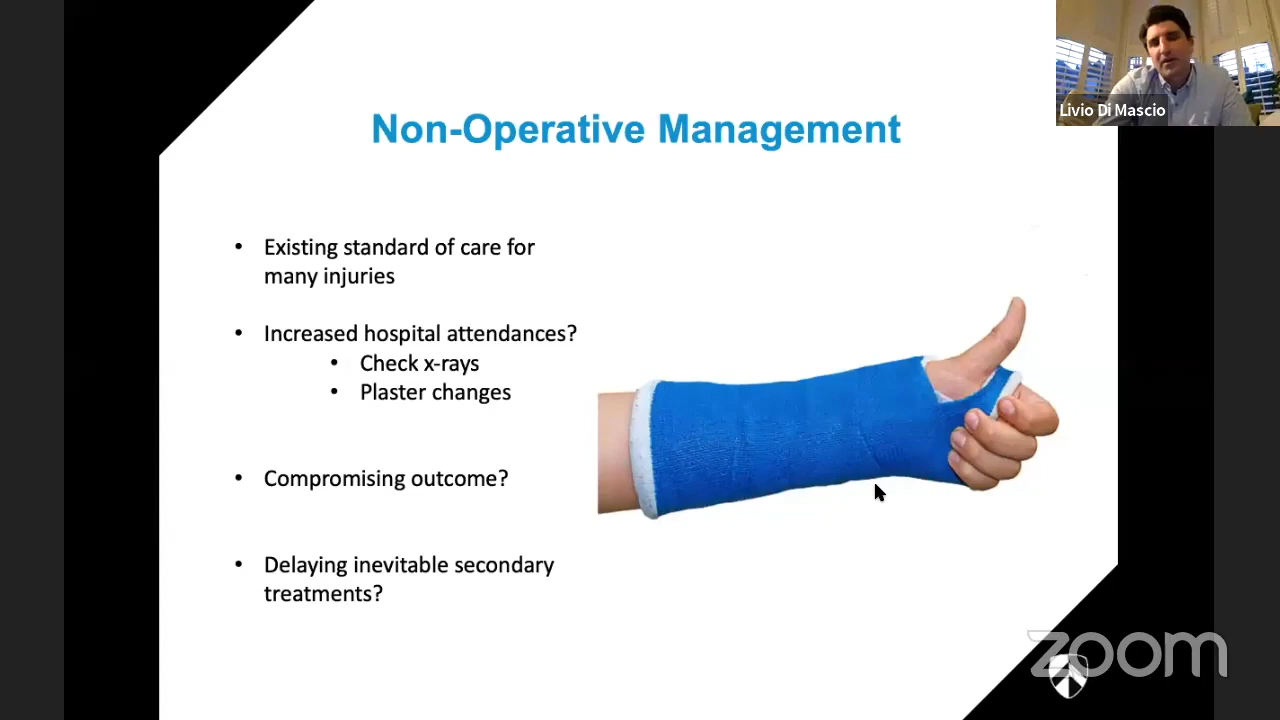 Livio Di Mascio
Non-Operative Management
• Existing standard of care for
many injuries
• Increased hospital attendances?
• Check x-rays
• Plaster changes
• Compromising outcome?
• Delaying inevitable secondary
treatments?
zoom